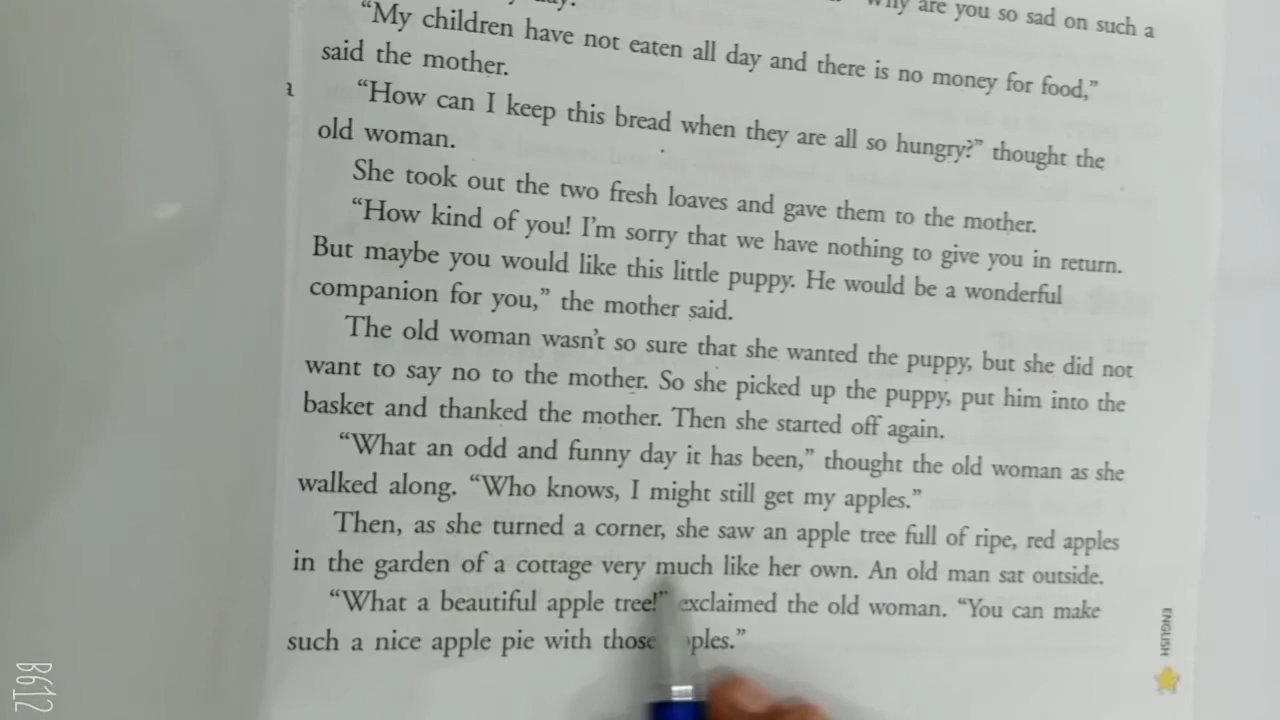 day.
Why are you so sad on such a
“My children have not eaten all day and there is no money for food,”
said the mother.
a
“How can I keep this bread when they are all so hungry?” thought the
old woman.
She took out the two fresh loaves and gave them to the mother.
“How kind of you! I’m sorry that we have nothing to give you in return.
But maybe you would like this little puppy. He would be a wonderful
companion for you,” the mother said.
The old woman wasn’t so sure that she wanted the puppy, but she did not
want to say no to the mother. So she picked up the puppy, put him into the
basket and thanked the mother. Then she started off again.
“What an odd and funny day it has been,” thought the old woman as she
walked along. “Who knows, I might still get my apples.”
Then, as she turned a corner, she saw an apple tree full of ripe, red apples
in the garden of a cottage very much like her own. An old man sat outside.
“What a beautiful apple tree!” exclaimed the old woman. “You can make
such a nice apple pie with those apples.”
ENGLISH
B612